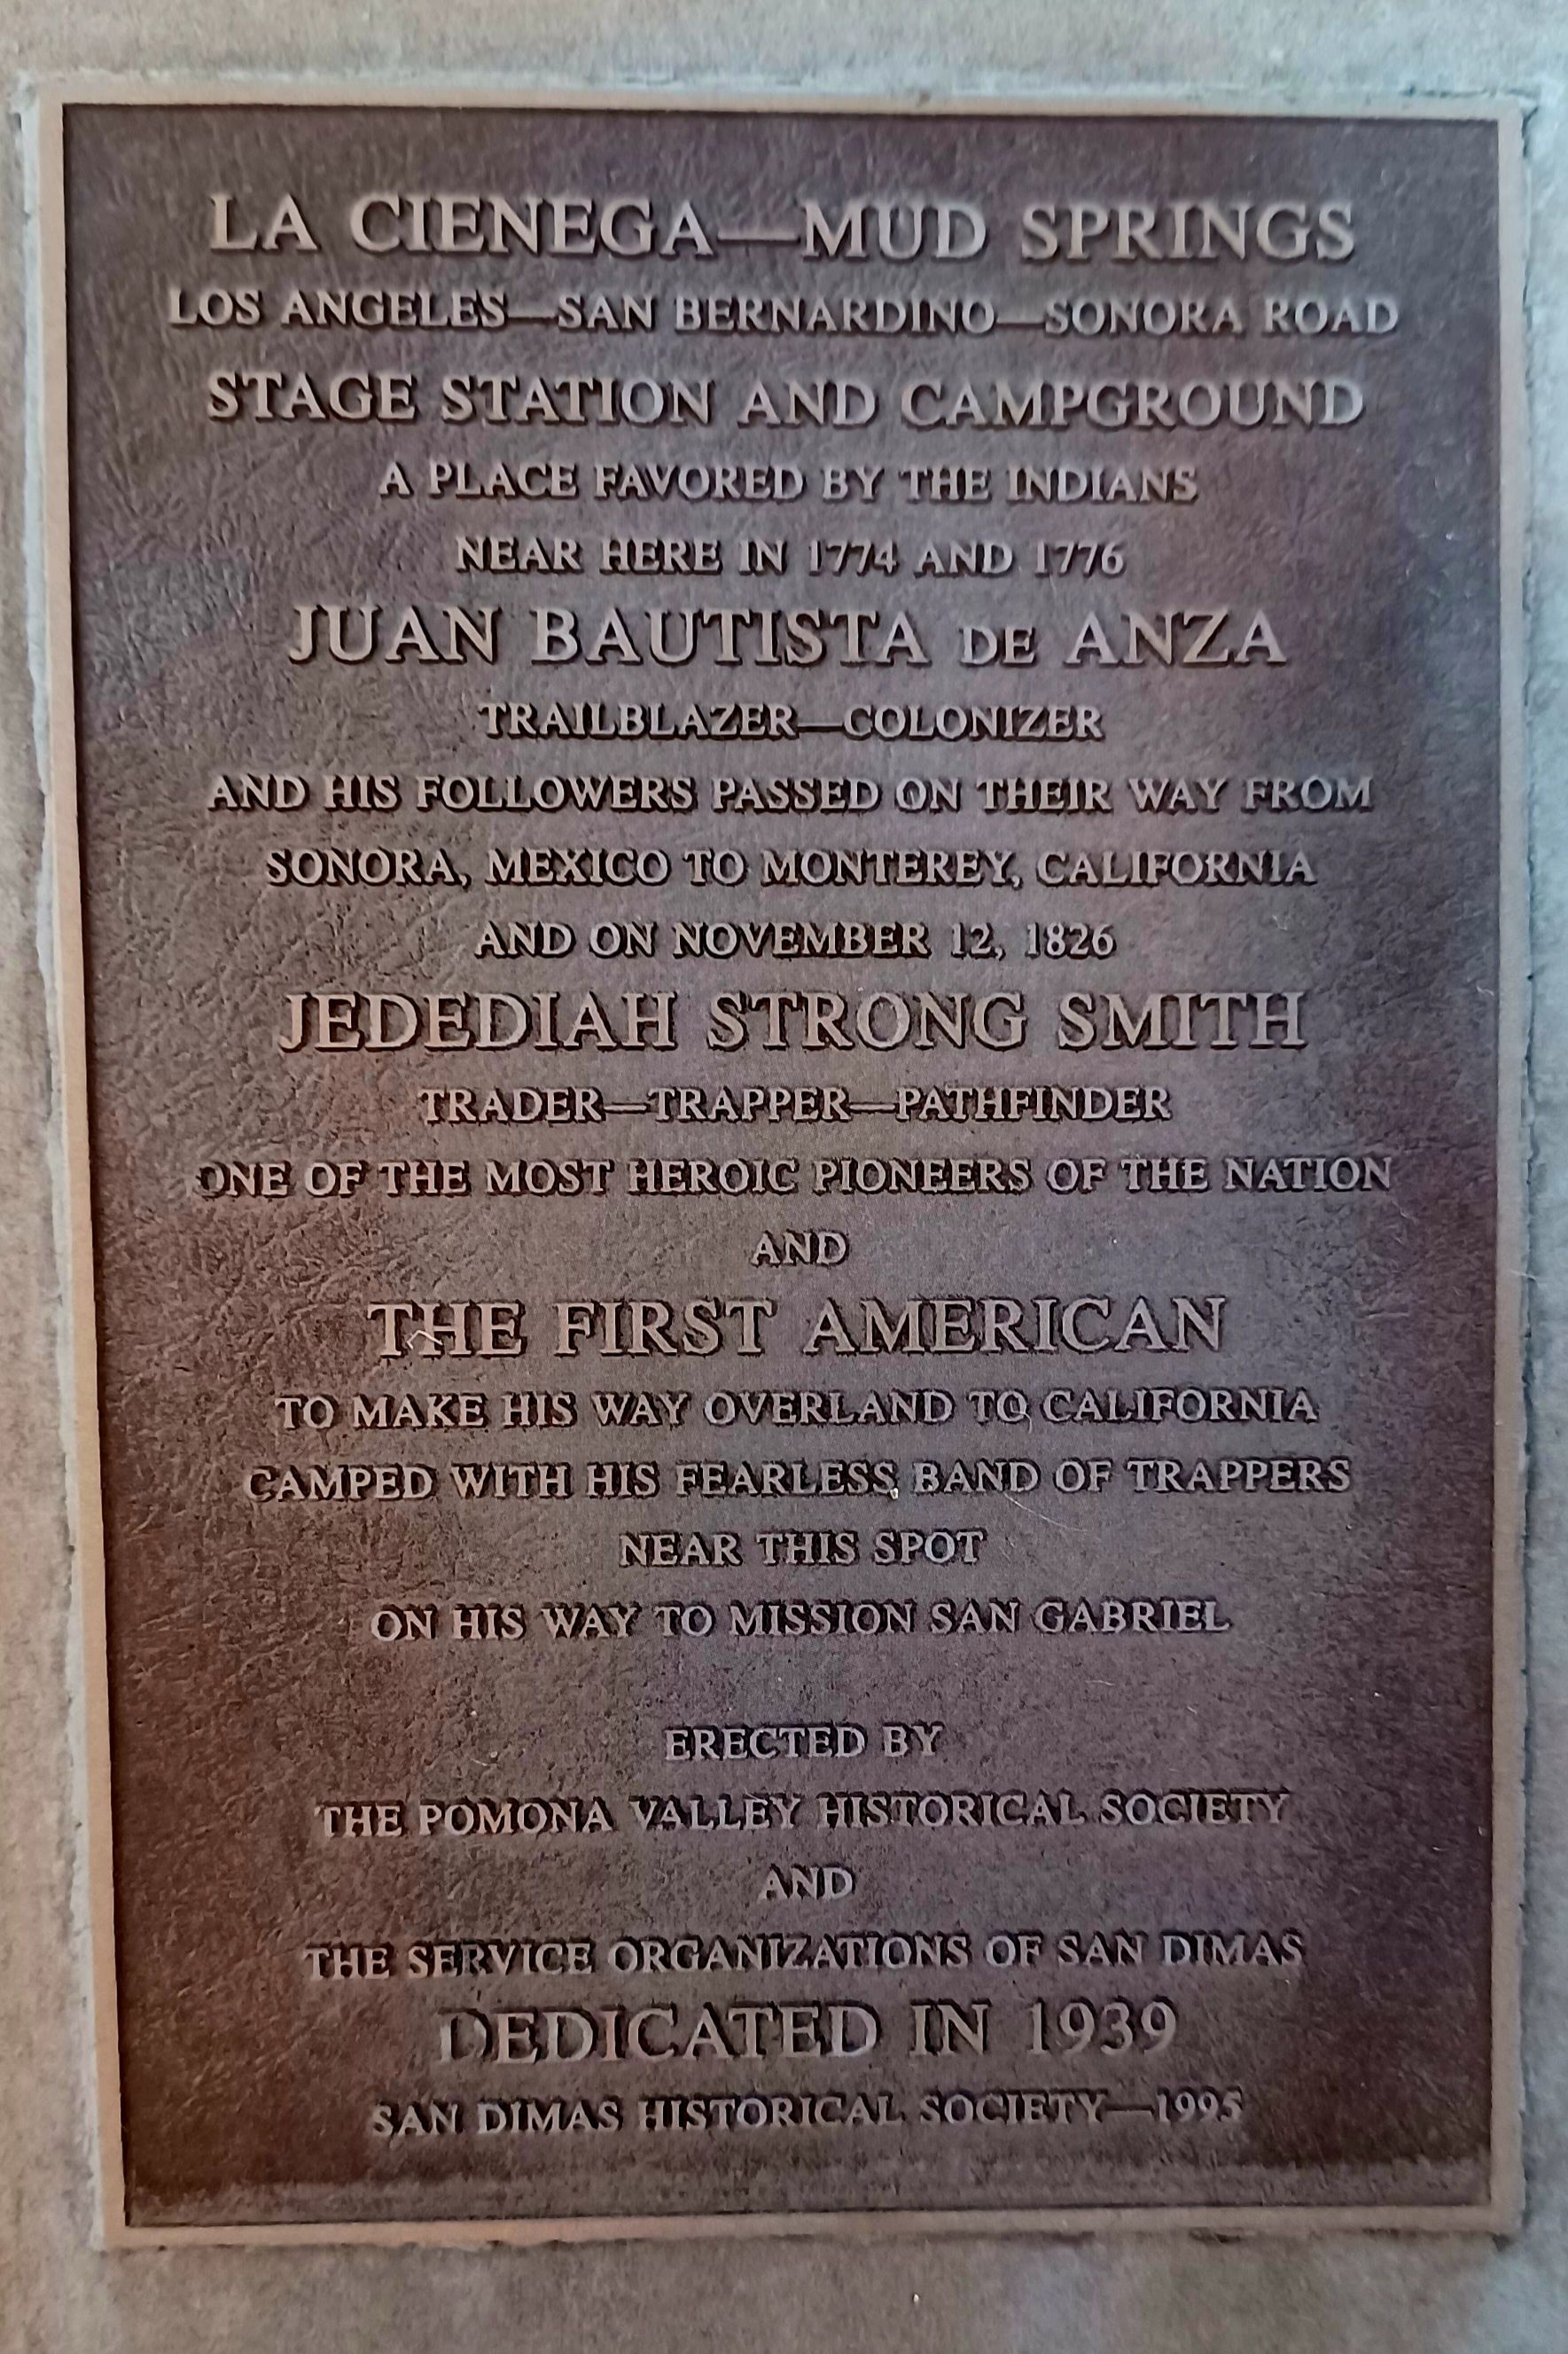 LA CIENEGA—MUD SPRINGS
LOS ANGELES—SAN BERNARDINO—SONORA ROAD
STAGE STATION AND CAMPGROUND
A PLACE FAVORED BY THE INDIANS
NEAR HERE IN 1774 AND 1776
JUAN BAUTISTA DE ANZA
TRAILBLAZER—COLONIZER
AND HIS FOLLOWERS PASSED ON THEIR WAY FROM
SONORA, MEXICO TO MONTEREY, CALIFORNIA
AND ON NOVEMBER 12, 1826
JEDEDIAH STRONG SMITH
TRADER—TRAPPER—PATHFINDER
ONE OF THE MOST HEROIC PIONEERS OF THE NATION
AND
THE FIRST AMERICAN
TO MAKE HIS WAY OVERLAND TO CALIFORNIA
CAMPED WITH HIS FEARLESS BAND OF TRAPPERS
NEAR THIS SPOT
ON HIS WAY TO MISSION SAN GABRIEL
ERECTED BY
THE POMONA VALLEY HISTORICAL SOCIETY
AND
THE SERVICE ORGANIZATIONS OF SAN DIMAS
DEDICATED IN 1939
SAN DIMAS HISTORICAL SOCIETY—1995